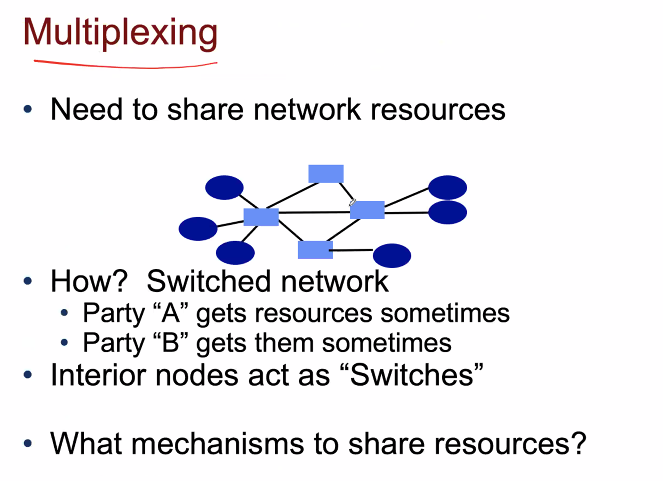 Multiplexing
• Need to share network resources
• How?  Switched network
• Party “A” gets resources sometimes
• Party “B” gets them sometimes
• Interior nodes act as “Switches”
• What mechanisms to share resources?